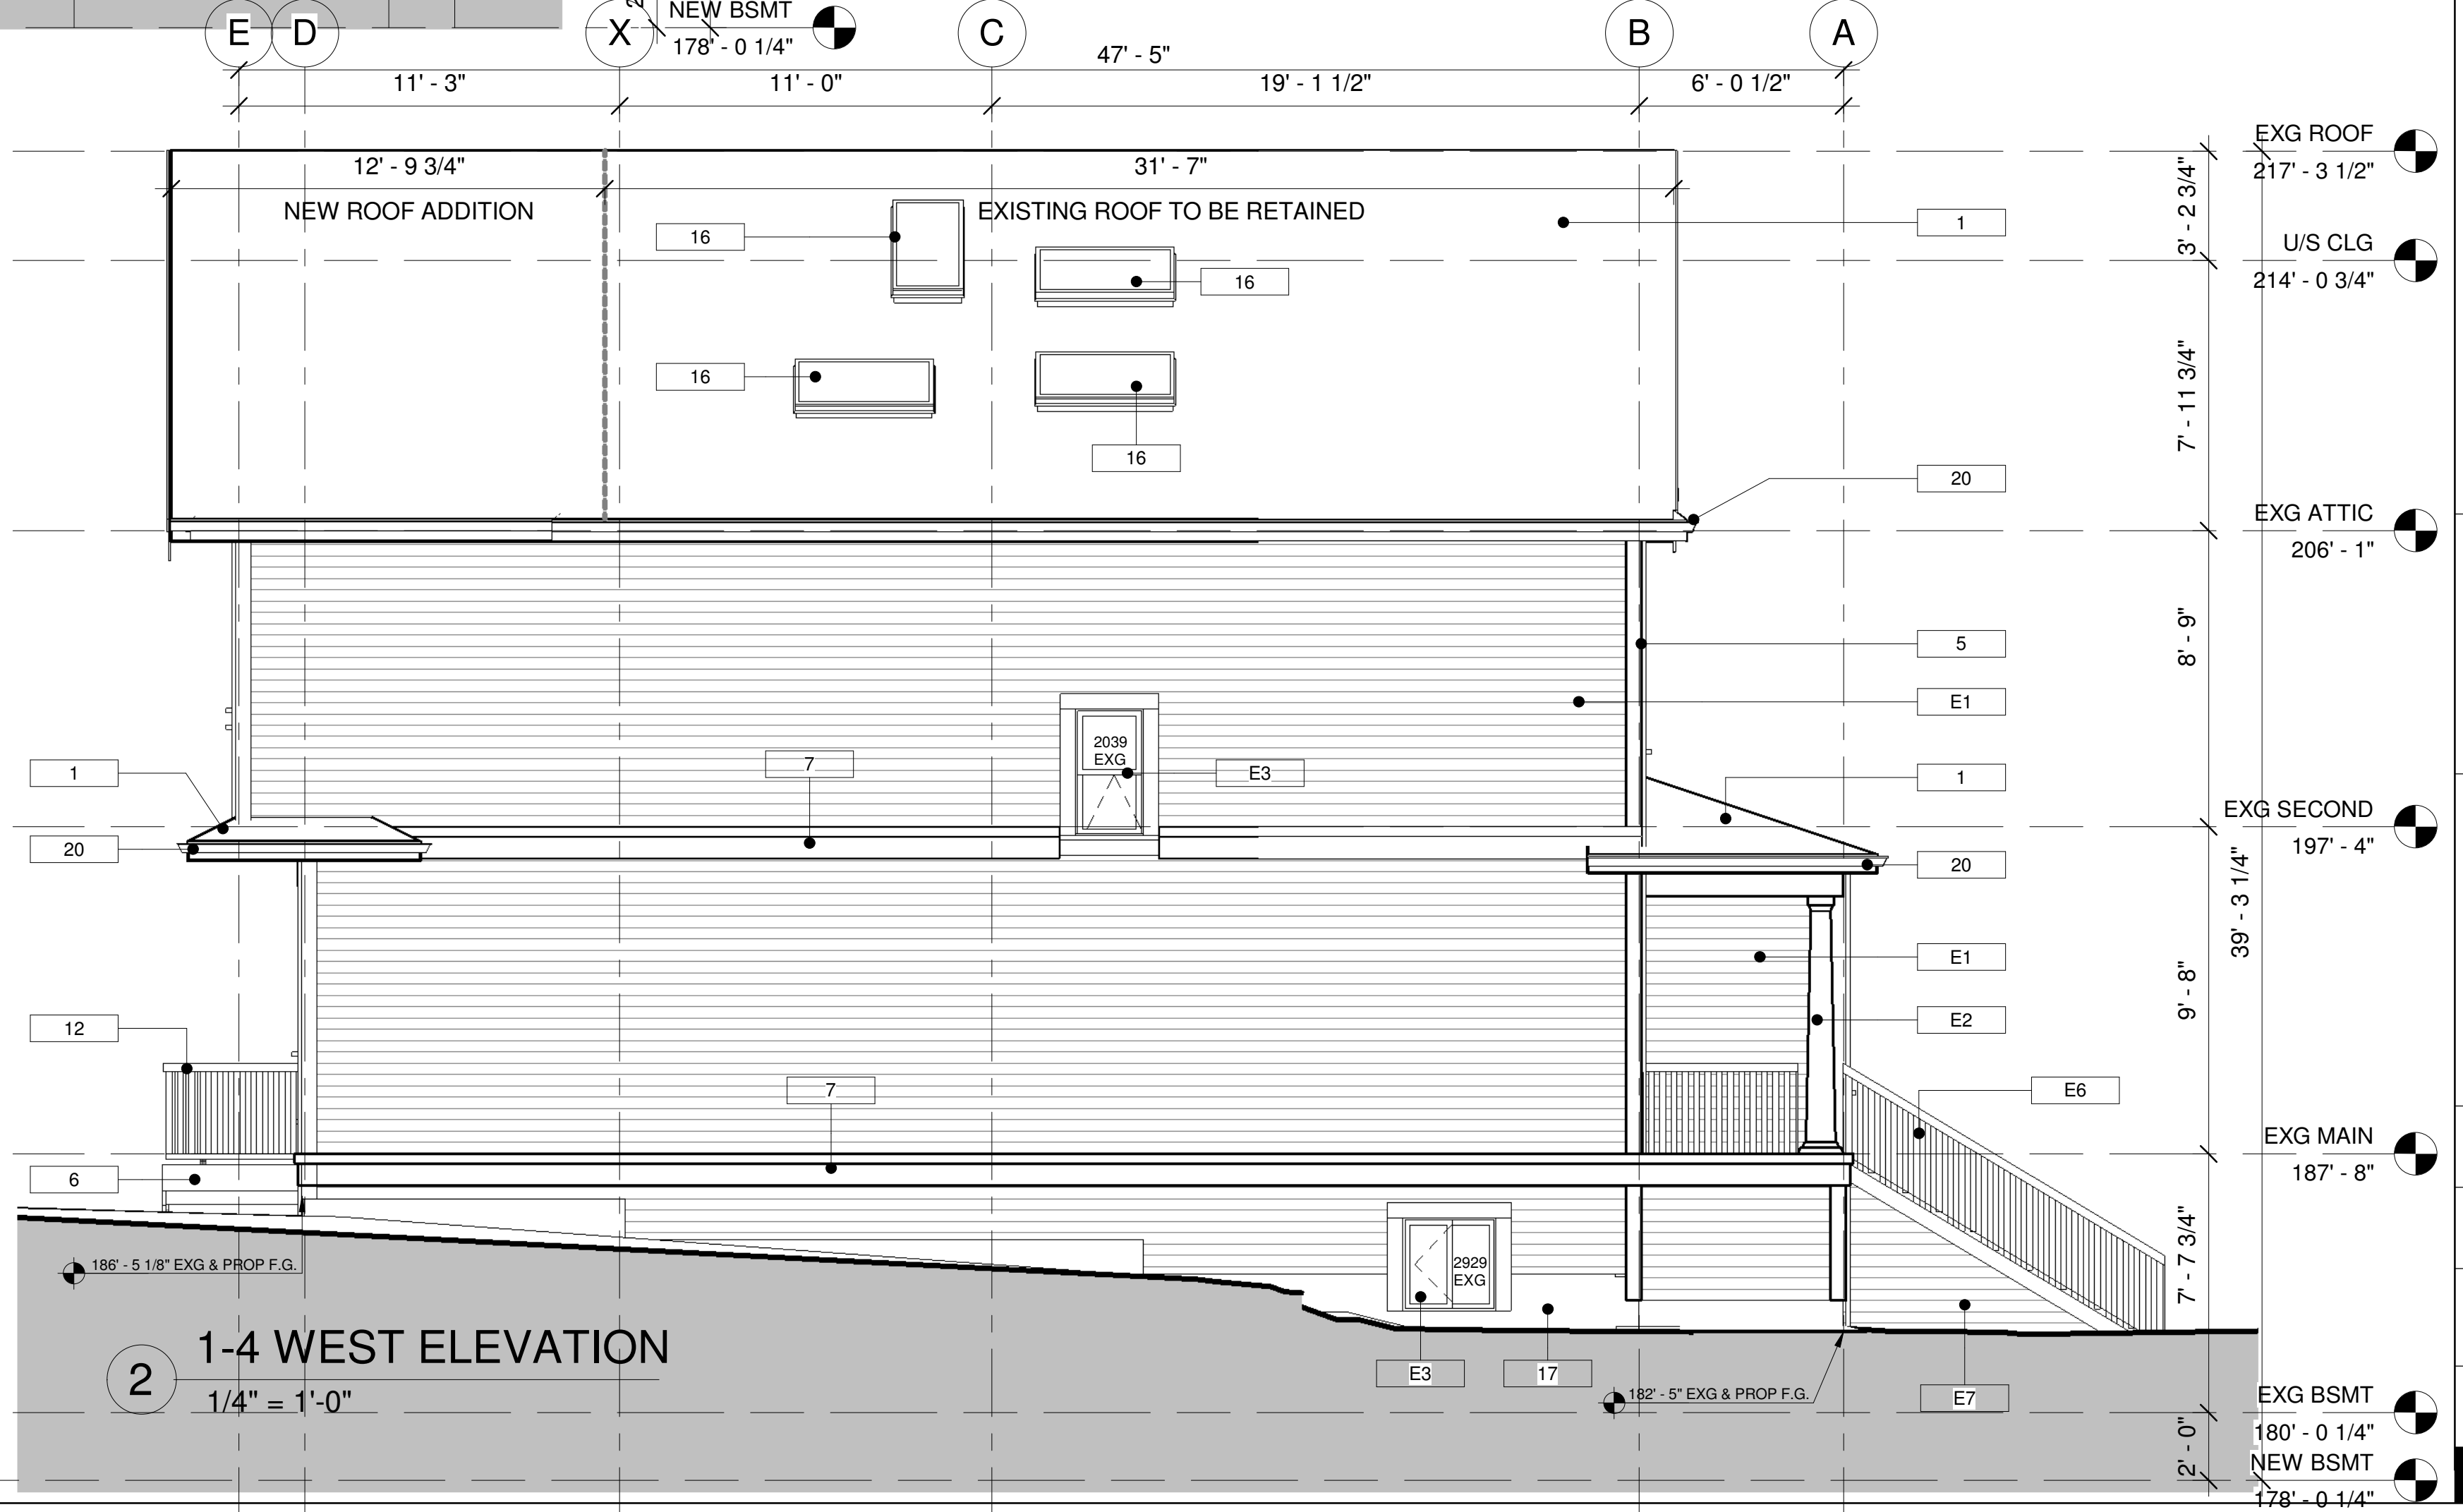 E
D
X
C
B
A
2
NEW BSMT
178' - 0 1/4"
47' - 5"
11' - 3"
11' - 0"
19' - 1 1/2"
6' - 0 1/2"
12' - 9 3/4"
31' - 7"
NEW ROOF ADDITION
EXISTING ROOF TO BE RETAINED
16
16
16
16
1
20
5
E1
2039
EXG
E3
7
1
20
1
20
E1
E2
12
7
E6
6
186' - 5 1/8" EXG & PROP F.G.
2929
EXG
E3
17
182' - 5" EXG & PROP F.G.
E7
EXG ROOF
217' - 3 1/2"
3' - 2 3/4"
U/S CLG
214' - 0 3/4"
7' - 11 3/4"
EXG ATTIC
206' - 1"
8' - 9"
EXG SECOND
197' - 4"
39' - 3 1/4"
9' - 8"
EXG MAIN
187' - 8"
7' - 7 3/4"
EXG BSMT
180' - 0 1/4"
2' - 0"
NEW BSMT
178' - 0 1/4"
2
1-4 WEST ELEVATION
1/4" = 1'-0"